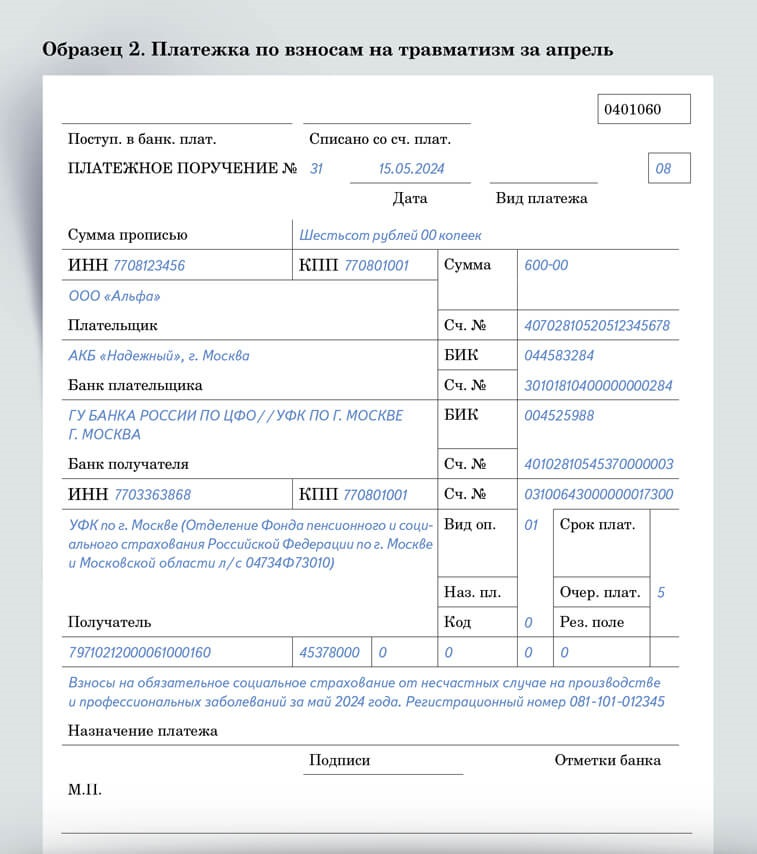 Образец 2. Платежка по взносам на травматизм за апрель
0401060
Поступ. в банк. плат. Списано со сч. плат.
ПЛАТЕЖНОЕ ПОРУЧЕНИЕ № 31 15.05.2024 08
Дата Вид платежа
Сумма прописью Шестьсот рублей 00 копеек
ИНН 7708123456 КПП 770801001 Сумма 600-00
ООО «Альфа»
Плательщик Сч. № 40702810520512345678
АКБ «Надежный», г. Москва БИК 044583284
Банк плательщика Сч. № 30101810400000000284
ГУ БАНКА РОССИИ ПО ЦФО//УФК ПО Г. МОСКВЕ БИК 004525988
Г. МОСКВА
Банк получателя Сч. № 40102810545370000003
ИНН 7703363868 КПП 770801001 Сч. № 03100643000000017300
УФК по г. Москве (Отделение Фонда пенсионного и соци- Вид оп. 01 Срок плат.
ального страхования Российской Федерации по г. Москве
и Московской области л/с 04734Ф73010)
Наз. пл. Очер. плат. 5
Получатель Код 0 Рез. поле
79710212000061000160 45378000 0 0 0 0
Взносы на обязательное социальное страхование от несчастных случае на производстве
и профессиональных заболеваний за май 2024 года. Регистрационный номер 081-101-012345
Назначение платежа
Подписи Отметки банка
М.П.